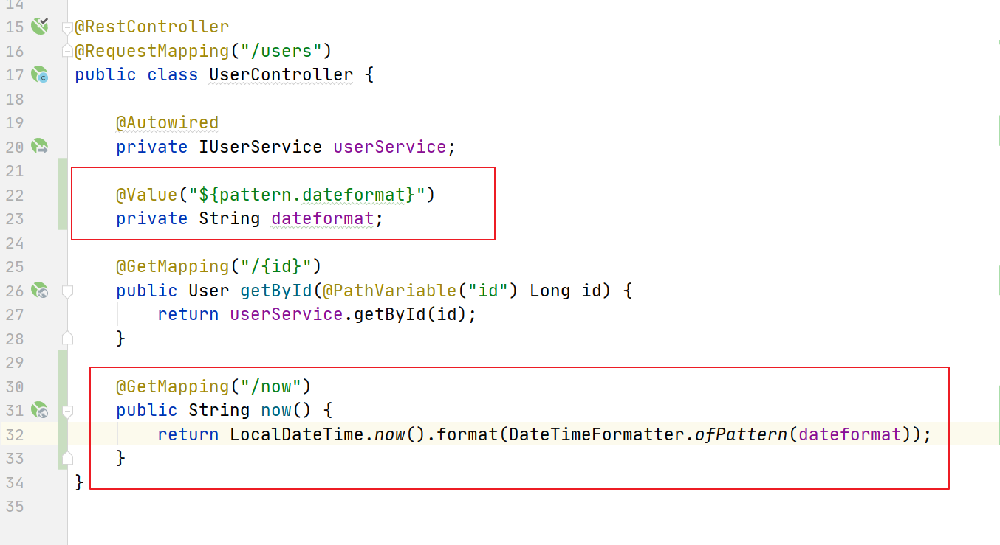 14
15 @RestController
16 @RequestMapping("/users")
17 public class UserController {
18
19 @Autowired
20 private IUserService userService;
21
22 @Value("${pattern.dateformat}")
23 private String dateformat;
24
25 @GetMapping("/{id}")
26 public User getById(@PathVariable("id") Long id) {
27 return userService.getById(id);
28 }
29
30 @GetMapping("/now")
31 public String now() {
32 return LocalDateTime.now().format(DateTimeFormatter.ofPattern(dateformat));
33 }
34 }
35